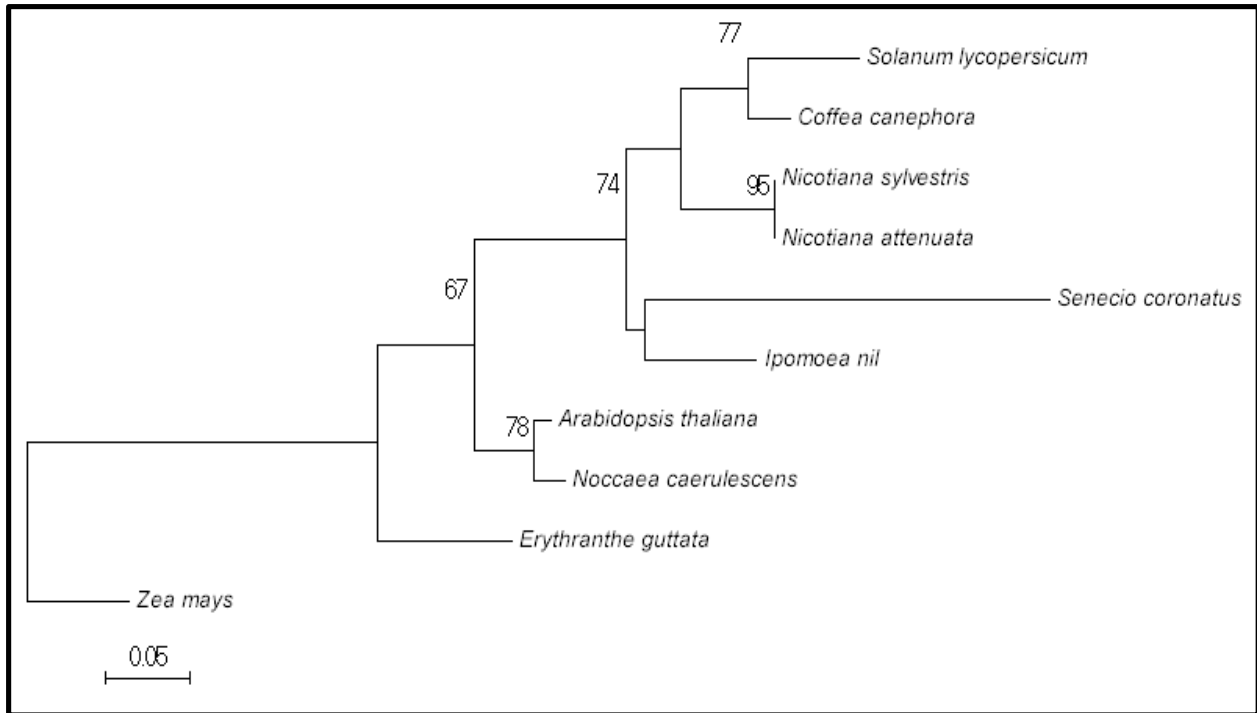 77
Solanum lycopersicum
Coffea canephora
74
95
Nicotiana sylvestris
Nicotiana attenuata
67
Senecio coronatus
Ipomoea nil
78
Arabidopsis thaliana
Noccaea caerulescens
Erythranthe guttata
Zea mays
0.05